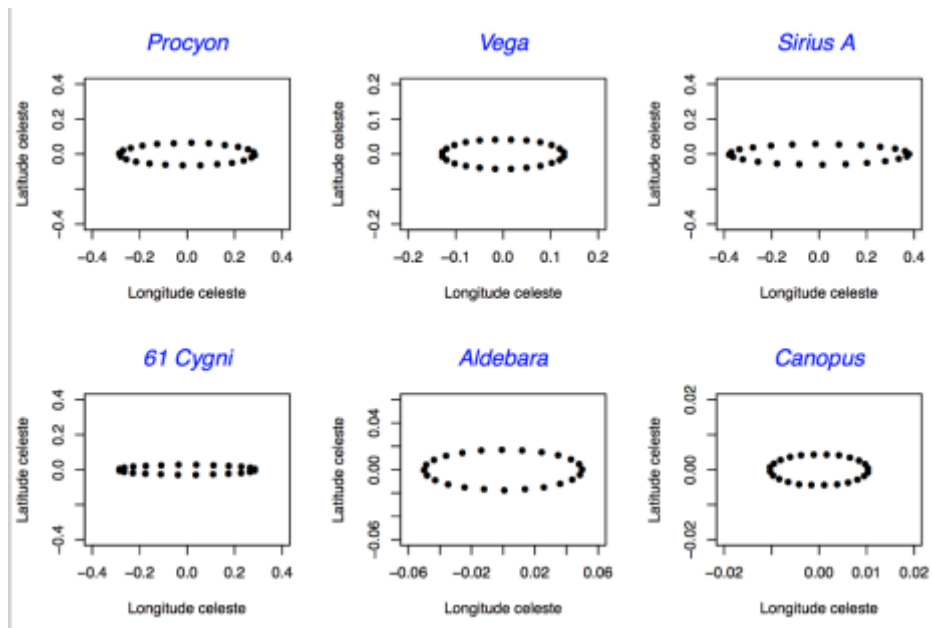 Procyon Vega Sirius A
Latitude celeste Latitude celeste Latitude celeste
0.4 0.2 0.2
0.2 0.1 0.4
0.0 0.0 0.2
−0.4 −0.2 0.0
−0.4
−0.4 −0.2 0.0 0.2 0.4
−0.2 −0.1 0.0 0.1 0.2
−0.4 −0.2 0.0 0.2 0.4
Longitude celeste Longitude celeste Longitude celeste
61 Cygni Aldebara Canopus
Latitude celeste Latitude celeste Latitude celeste
0.4 0.04 0.02
0.2 0.00 0.00
0.0 −0.06 −0.02
−0.4
−0.4 −0.2 0.0 0.2 0.4
−0.06 −0.02 0.02 0.06
−0.02 0.00 0.01 0.02
Longitude celeste Longitude celeste Longitude celeste